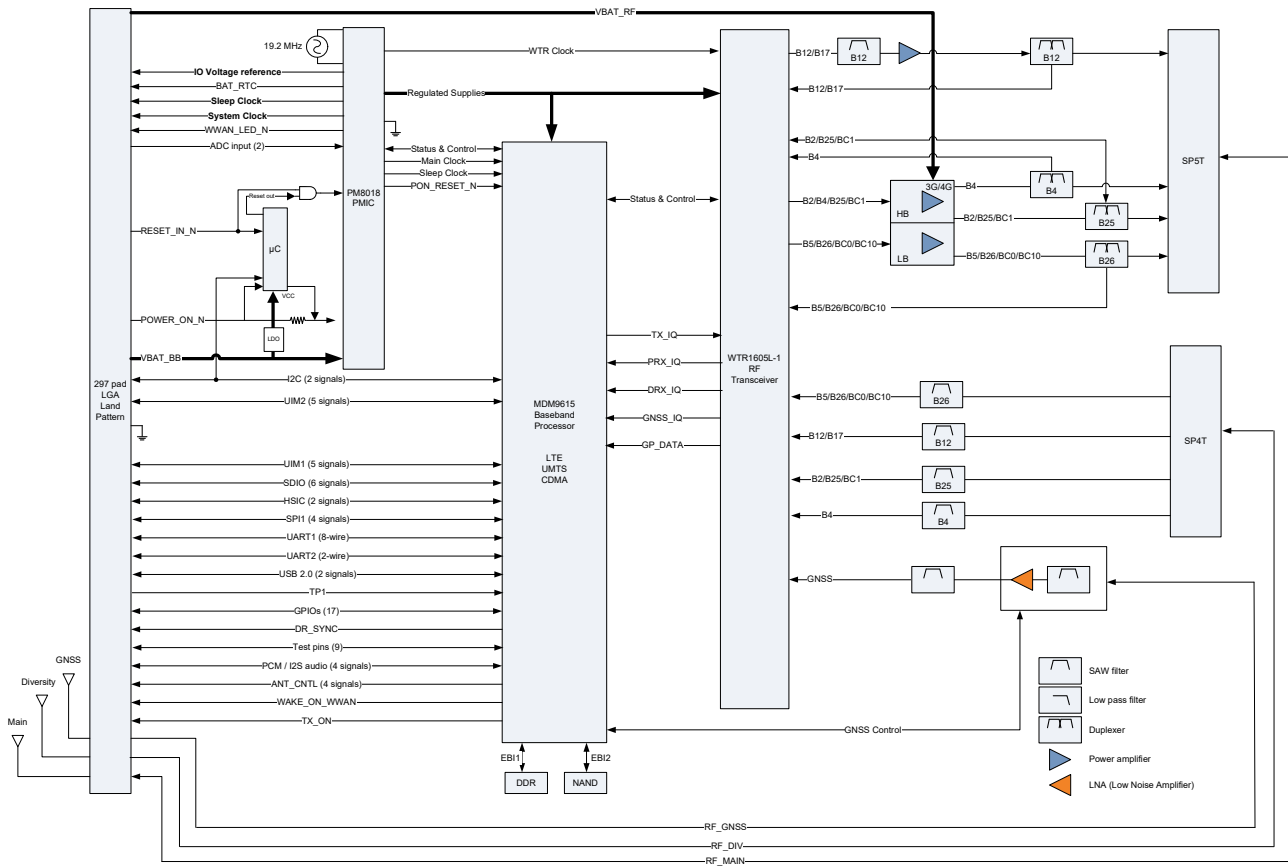 VBAT_RF
19.2 MHz
WTR Clock
IO Voltage reference
BAT_RTC
Sleep Clock
System Clock
WWAN_LED_N
ADC input (2)
Regulated Supplies
Status & Control
Main Clock
Sleep Clock
PON_RESET_N
PM8018
PMIC
Reset out
RESET_IN_N
µC
VCC
POWER_ON_N
LDO
VBAT_BB
297 pad
LGA
Land
Pattern
I2C (2 signals)
UIM2 (5 signals)
UIM1 (5 signals)
SDIO (6 signals)
HSIC (2 signals)
SPI1 (4 signals)
UART1 (8-wire)
UART2 (2-wire)
USB 2.0 (2 signals)
TP1
GPIOs (17)
DR_SYNC
Test pins (9)
PCM / I2S audio (4 signals)
ANT_CNTL (4 signals)
WAKE_ON_WWAN
TX_ON
GNSS
Diversity
Main
MDM9615
Baseband
Processor
LTE
UMTS
CDMA
EBI1
EBI2
DDR
NAND
Status & Control
TX_IQ
PRX_IQ
DRX_IQ
GNSS_IQ
GP_DATA
GNSS Control
WTR1605L-1
RF
Transceiver
B12/B17
B12
B12
B12/B17
B2/B25/BC1
B4
3G/4G
HB
LB
B4
B4
B2/B4/B25/BC1
B2/B25/BC1
B25
B5/B26/BC0/BC10
B5/B26/BC0/BC10
B26
B5/B26/BC0/BC10
SP5T
B5/B26/BC0/BC10
B26
B12/B17
B12
B2/B25/BC1
B25
B4
B4
SP4T
GNSS
SAW filter
Low pass filter
Duplexer
Power amplifier
LNA (Low Noise Amplifier)
RF_GNSS
RF_DIV
RF_MAIN